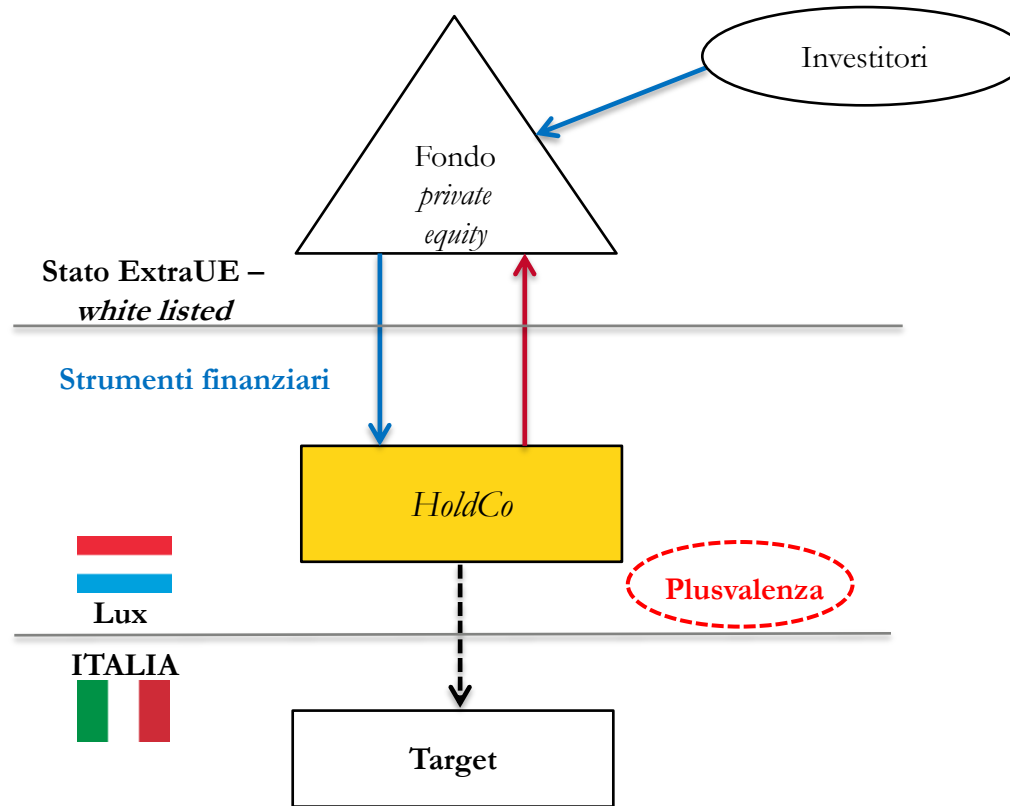 Investitori
Fondo
private
equity
Stato ExtraUE –
white listed
Strumenti finanziari
HoldCo
Plusvalenza
Lux
ITALIA
Target